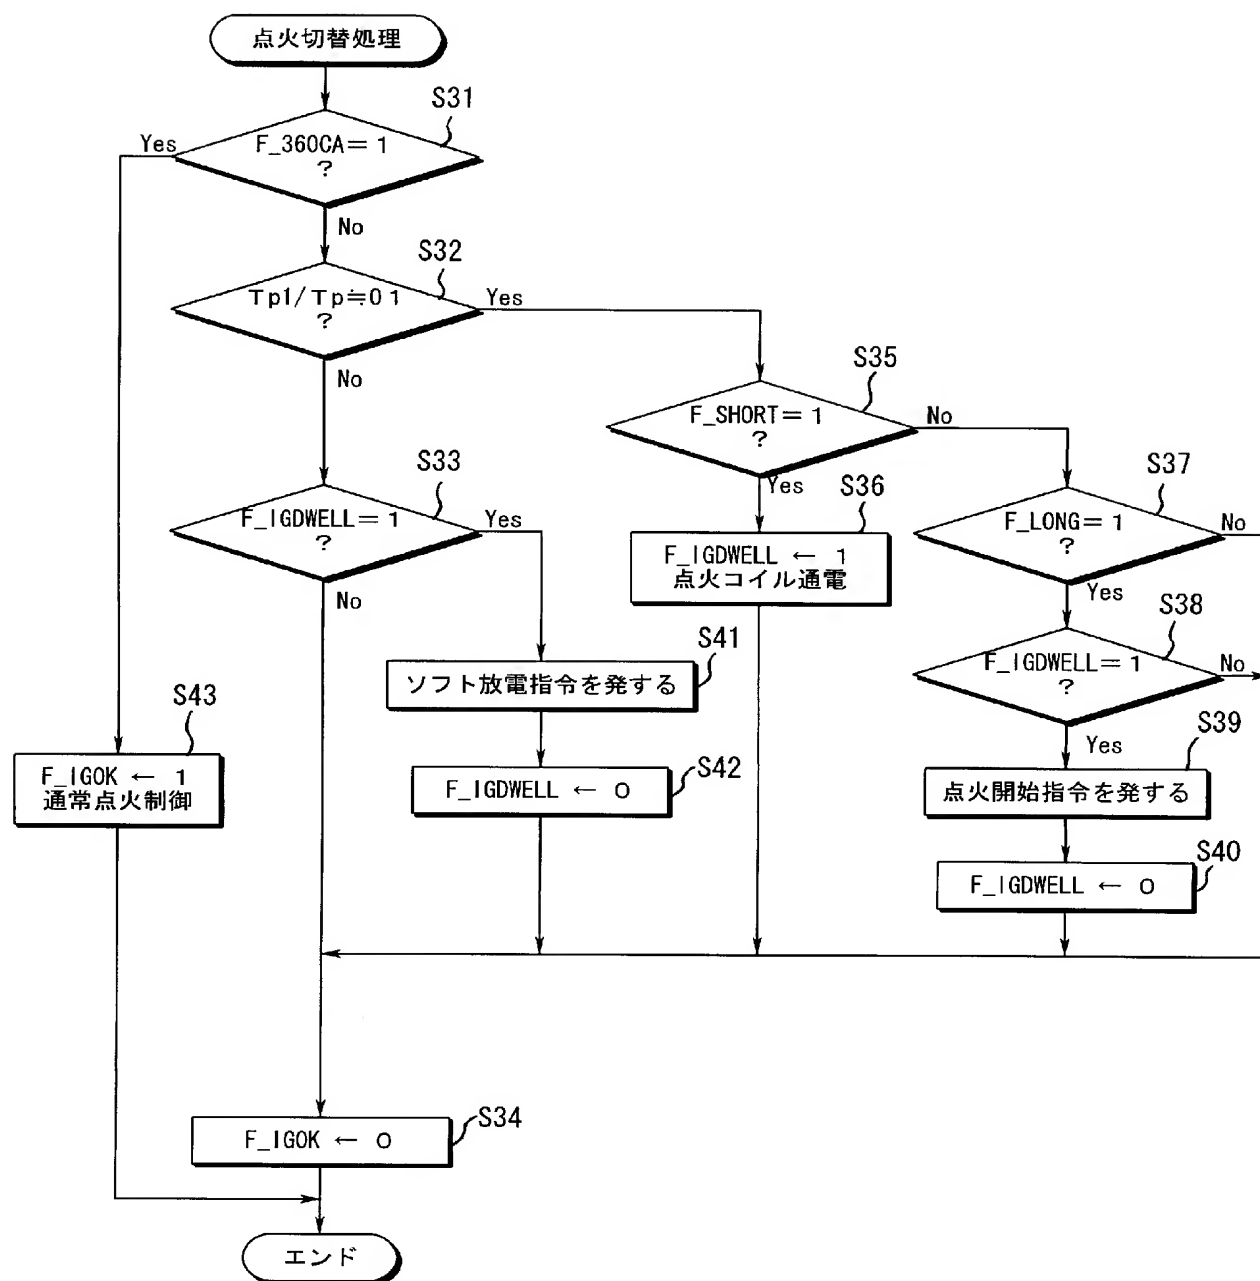 点火切替処理
S31
F_360CA= 1
?
Yes
No
S32
Tp1/Tp≒0 1
?
Yes
No
S35
F_SHORT= 1
?
No
Yes
S33
F_IGDWELL= 1
?
Yes
No
S36
F_IGDWELL ← 1
点火コイル通電
S37
F_LONG= 1
?
No
Yes
S38
F_IGDWELL= 1
?
No
Yes
S41
ソフト放電指令を発する
S43
F_IGOK ← 1
通常点火制御
S42
F_IGDWELL ← 0
S39
点火開始指令を発する
S40
F_IGDWELL ← 0
S34
F_IGOK ← 0
エンド